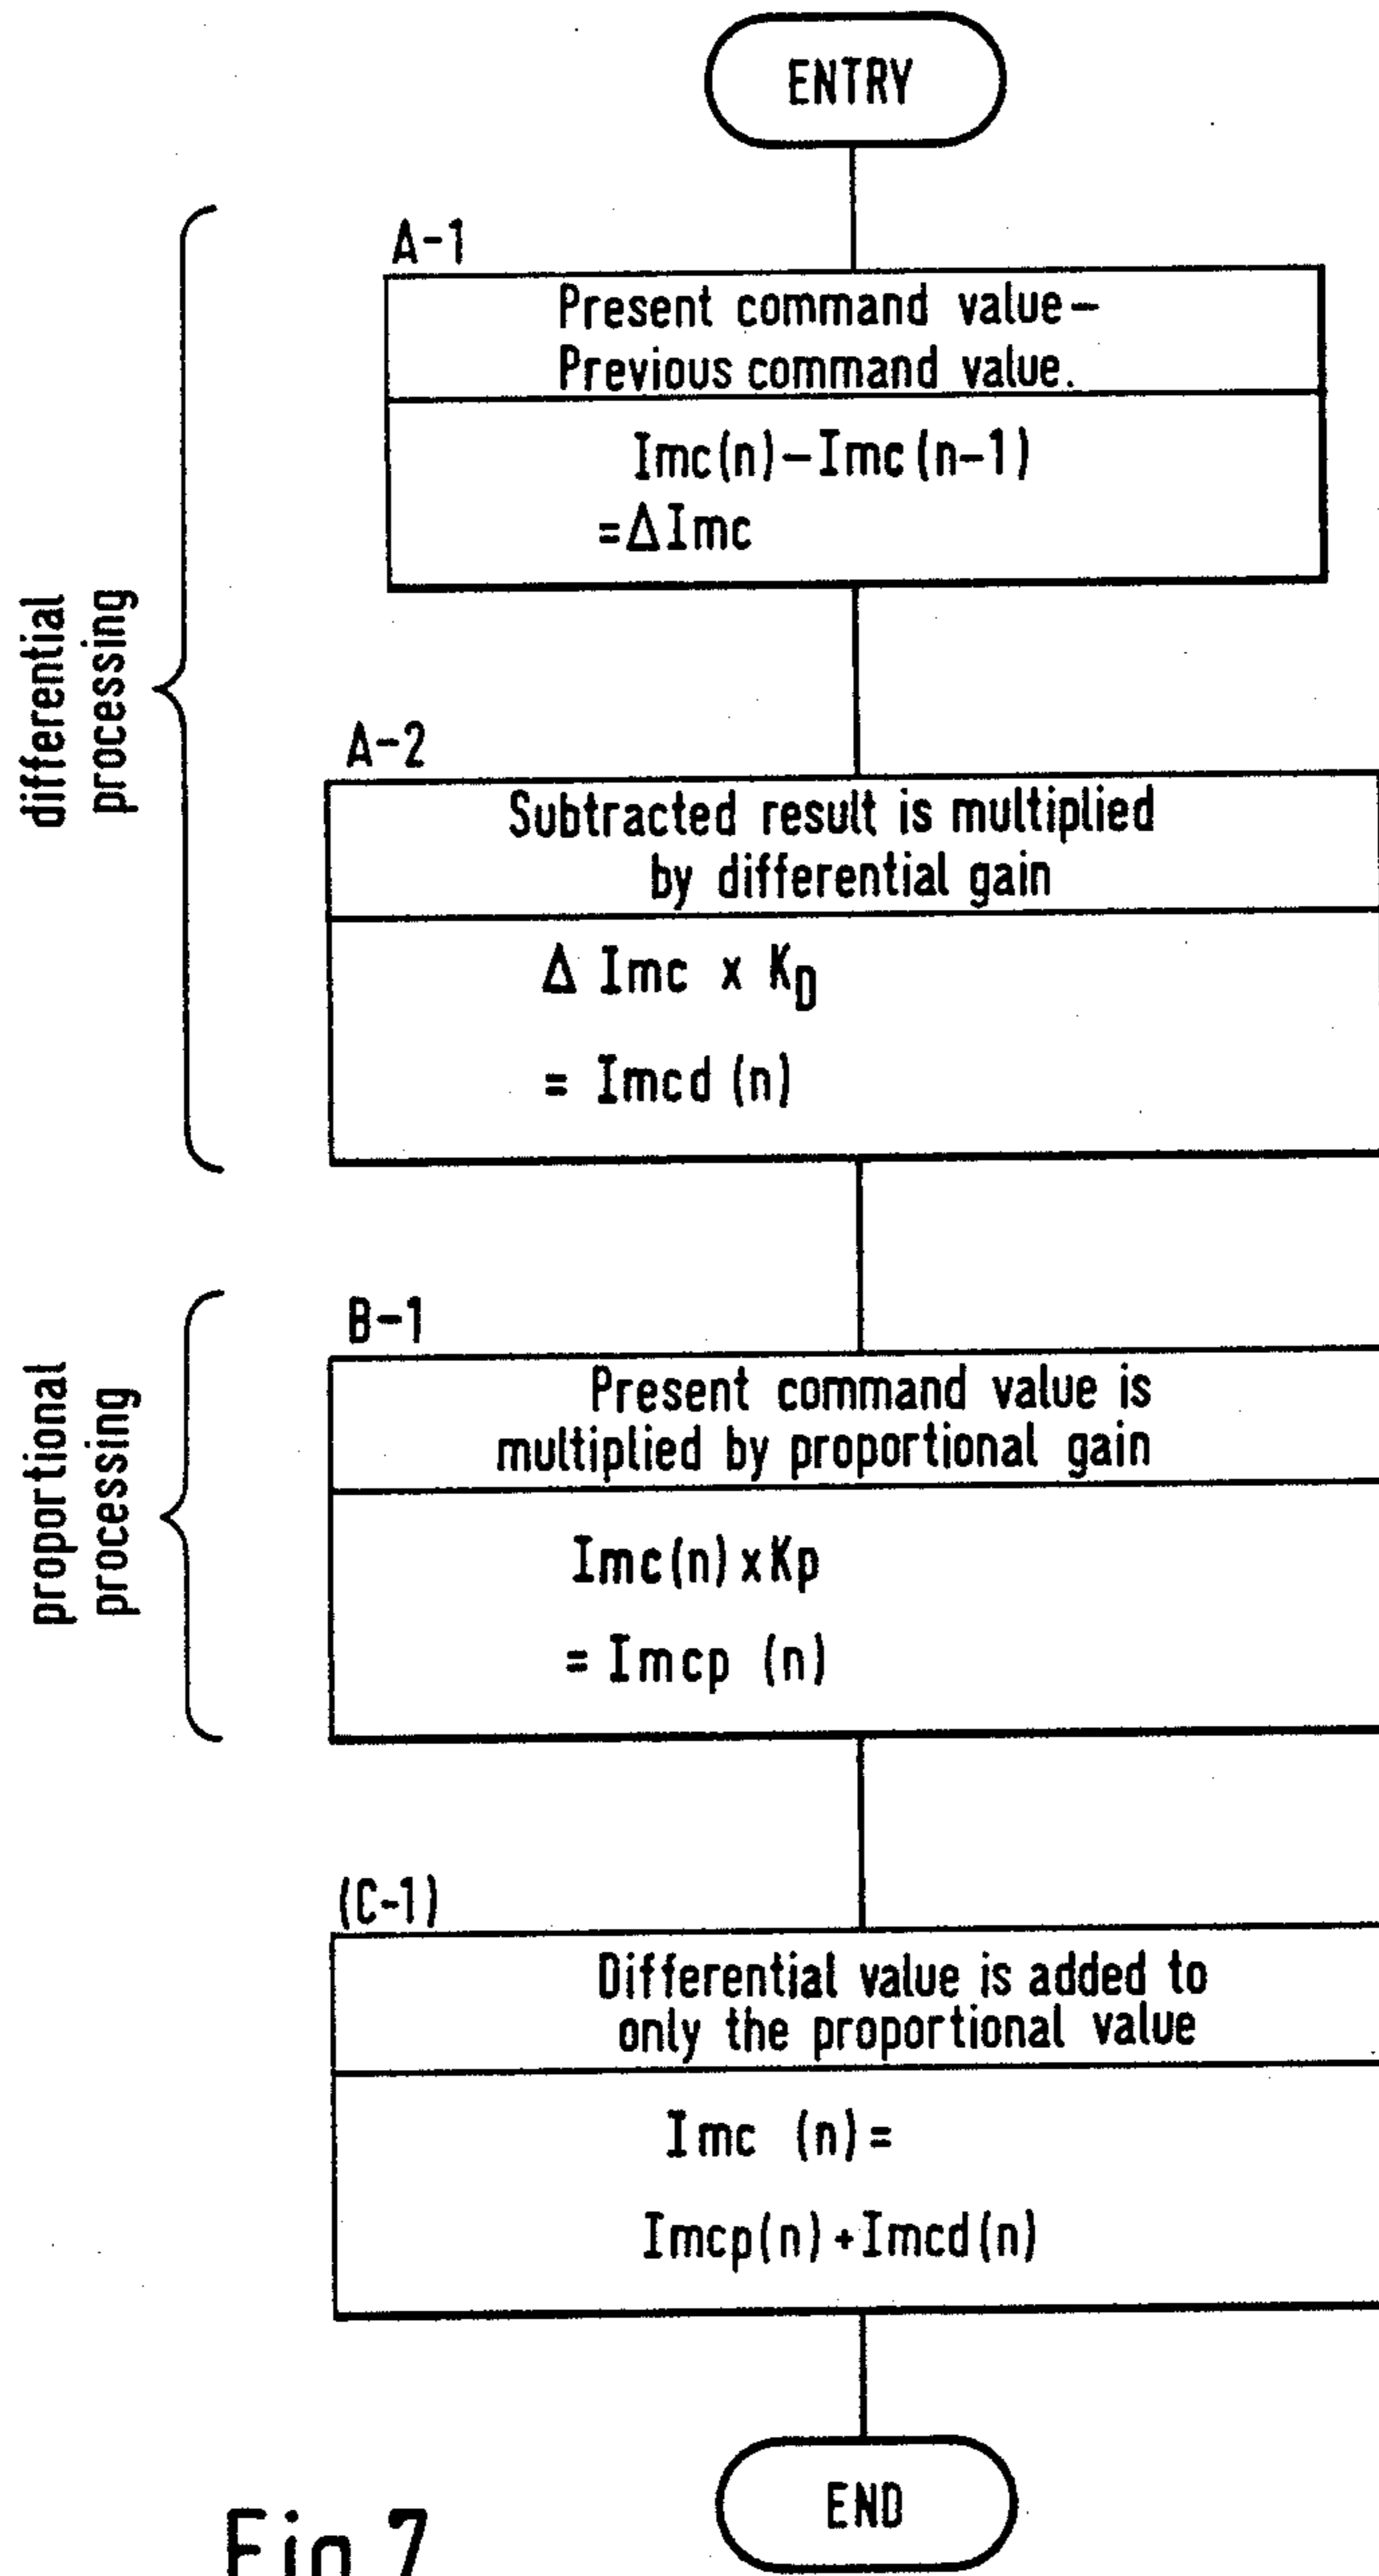 ENTRY
differential
processing
A-1
Present command value-
Previous command value.
Imc(n)-Imc(n-1)
=ΔImc
A-2
Subtracted result is multiplied
by differential gain
Δ Imc x KD
= Imcd (n)
proportional
processing
B-1
Present command value is
multiplied by proportional gain
Imc(n)xKp
= Imcp (n)
(C-1)
Differential value is added to
only the proportional value
Imc (n)=
Imcp(n)+Imcd(n)
END
Fig.7